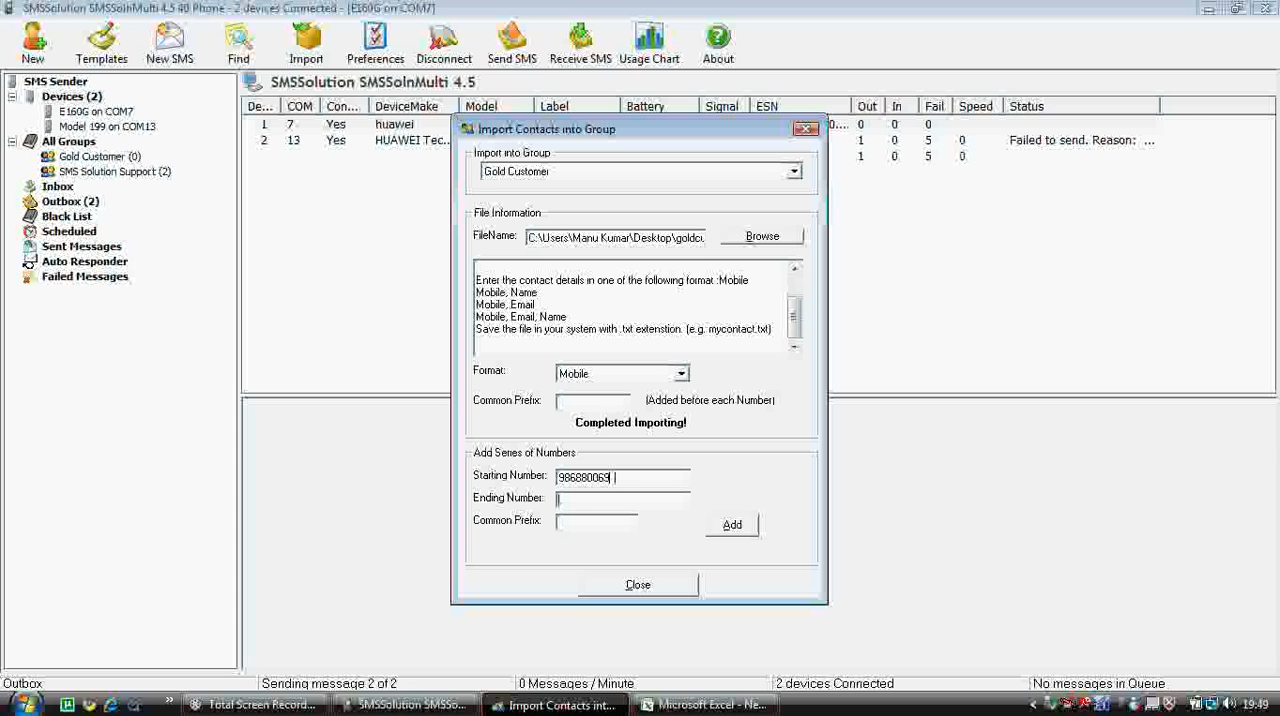 SMSSolution SMSSolnMulti 4.5 40 Phone - 2 devices Connected - [E160G on COM7]
New Templates New SMS Find Import Preferences Disconnect Send SMS Receive SMS Usage Chart About
SMS Sender
Devices (2)
E160G on COM7
Model 199 on COM13
All Groups
Gold Customer (0)
SMS Solution Support (2)
Inbox
Outbox (2)
Black List
Scheduled
Sent Messages
Auto Responder
Failed Messages
SMSSolution SMSSolnMulti 4.5
De... COM Con... DeviceMake Model Label Battery Signal ESN Out In Fail Speed Status
1 7 Yes huawei 0... 0 0 0
2 13 Yes HUAWEI Tec... 1 0 5 0 Failed to send. Reason: ...
1 0 5 0
Import Contacts into Group
Import into Group
Gold Customer
File Information
FileName: C:\Users\Manu Kumar\Desktop\goldcu Browse
Enter the contact details in one of the following format :Mobile
Mobile, Name
Mobile, Email
Mobile, Email, Name
Save the file in your system with .txt extenstion. (e.g. mycontact.txt)
Format: Mobile
Common Prefix: (Added before each Number)
Completed Importing!
Add Series of Numbers
Starting Number: 986880069
Ending Number:
Common Prefix: Add
Close
Outbox Sending message 2 of 2 0 Messages / Minute 2 devices Connected No messages in Queue
Total Screen Record... SMSSolution SMSSo... Import Contacts int... Microsoft Excel - Ne... 19:49